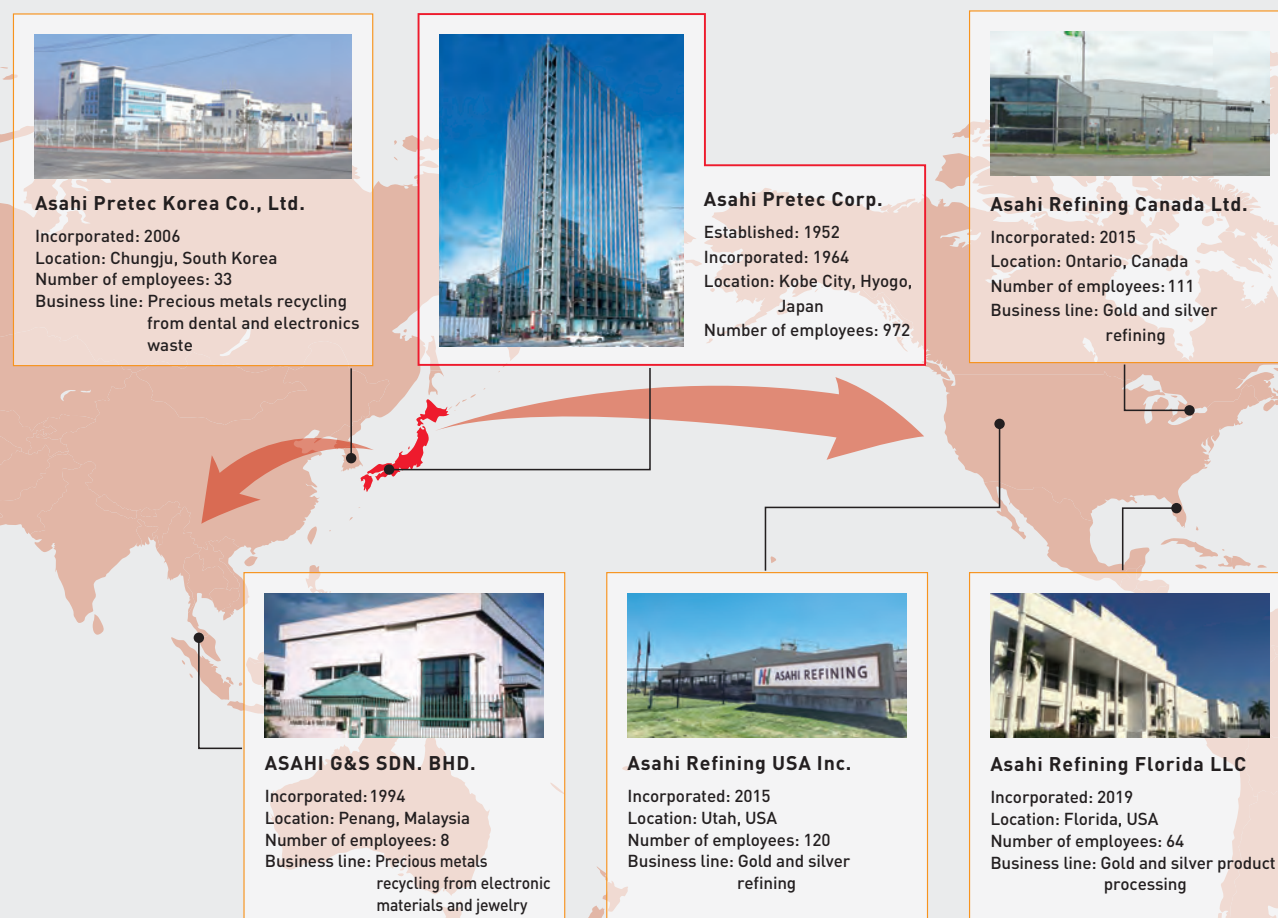 Asahi Pretec Korea Co., Ltd.
Incorporated: 2006
Location: Chungju, South Korea
Number of employees: 33
Business line: Precious metals recycling
from dental and electronics
waste
Asahi Pretec Corp.
Established: 1952
Incorporated: 1964
Location: Kobe City, Hyogo,
Japan
Number of employees: 972
Asahi Refining Canada Ltd.
Incorporated: 2015
Location: Ontario, Canada
Number of employees: 111
Business line: Gold and silver
refining
ASAHI G&S SDN. BHD.
Incorporated: 1994
Location: Penang, Malaysia
Number of employees: 8
Business line: Precious metals
recycling from electronic
materials and jewelry
ASAHI REFINING
Asahi Refining USA Inc.
Incorporated: 2015
Location: Utah, USA
Number of employees: 120
Business line: Gold and silver
refining
Asahi Refining Florida LLC
Incorporated: 2019
Location: Florida, USA
Number of employees: 64
Business line: Gold and silver product
processing